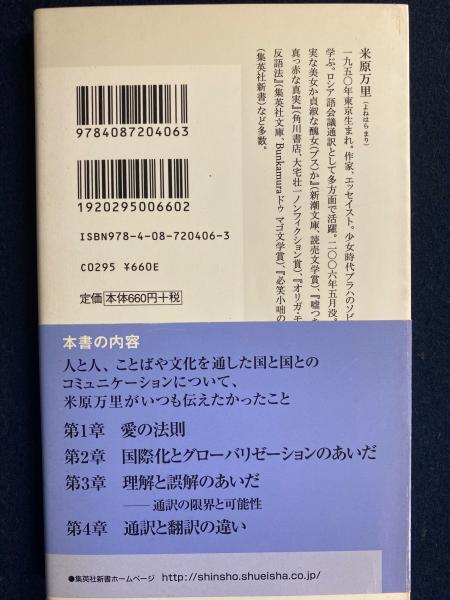 米原万里(よねはら まり)
一九五〇年東京生まれ。作家、エッセイスト。少女時代プラハのソビ
学ぶ。ロシア語会議通訳として多方面で活躍。二〇〇六年五月没。
実な美女か貞淑な醜女(ブス)か』(新潮文庫、読売文学賞)、『嘘つ
真っ赤な真実』(角川書店、大宅壮一ノンフィクション賞)、『オリガ・モ
反語法』(集英社文庫、Bunkamuraドゥ マゴ文学賞)、『必笑小咄の
(集英社新書)など多数。
9784087204063
1920295006602
ISBN978-4-08-720406-3
C0295 ¥660E
定価 本体660円+税
本書の内容
人と人、ことばや文化を通した国と国との
コミュニケーションについて、
米原万里がいつも伝えたかったこと
第1章 愛の法則
第2章 国際化とグローバリゼーションのあいだ
第3章 理解と誤解のあいだ
――通訳の限界と可能性
第4章 通訳と翻訳の違い
●集英社新書ホームページ http://shinsho.shueisha.co.jp/